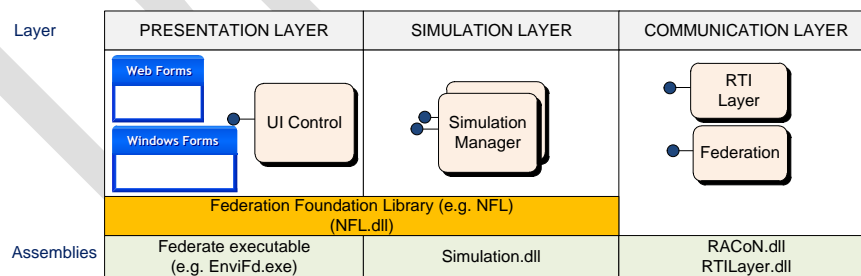 Layer
PRESENTATION LAYER
SIMULATION LAYER
COMMUNICATION LAYER
Web Forms
Windows Forms
UI Control
Simulation
Manager
RTI
Layer
Federation
Federation Foundation Library (e.g. NFL)
(NFL.dll)
Assemblies
Federate executable
(e.g. EnviFd.exe)
Simulation.dll
RACoN.dll
RTILayer.dll